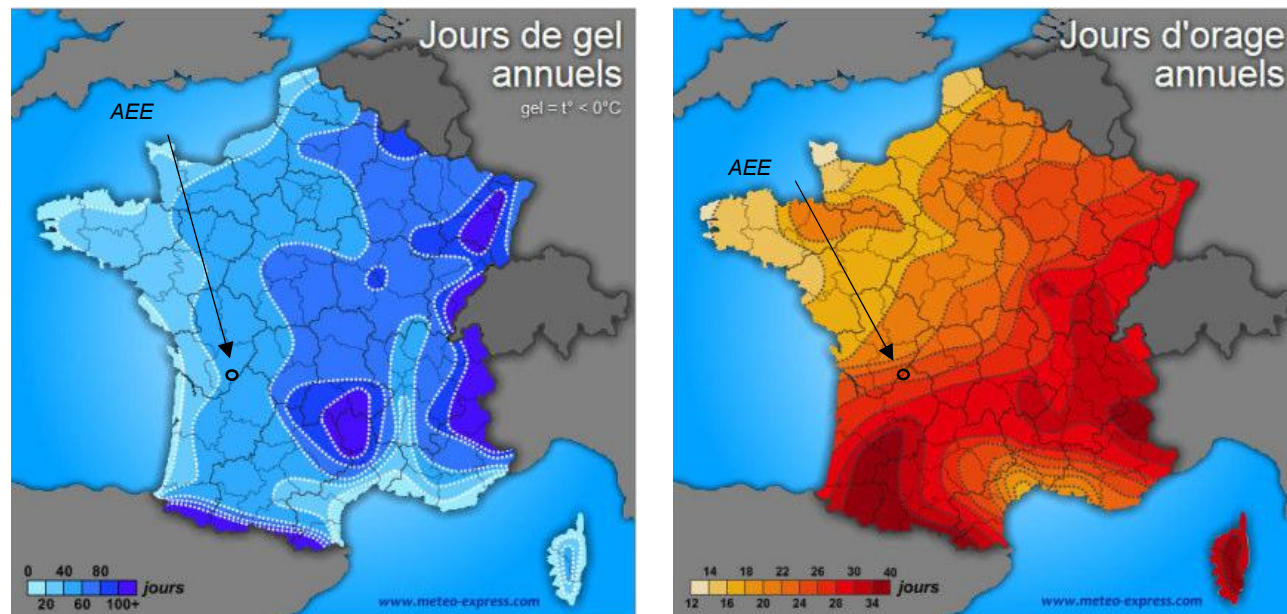 Jours de gel
annuels
gel = t° < 0°C
AEE
0 40 80
jours
20 60 100+
www.meteo-express.com
Jours d'orage
annuels
AEE
14 18 22 26 30 40
jours
12 16 20 24 28 34
www.meteo-express.com